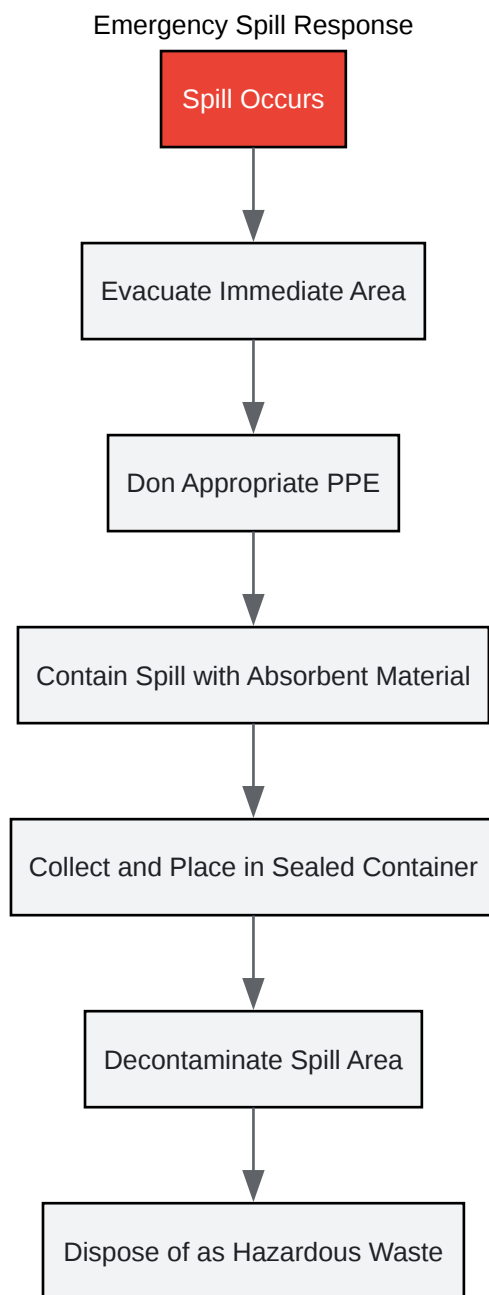 Emergency Spill Response
Spill Occurs
Evacuate Immediate Area
Don Appropriate PPE
Contain Spill with Absorbent Material
Collect and Place in Sealed Container
Decontaminate Spill Area
Dispose of as Hazardous Waste